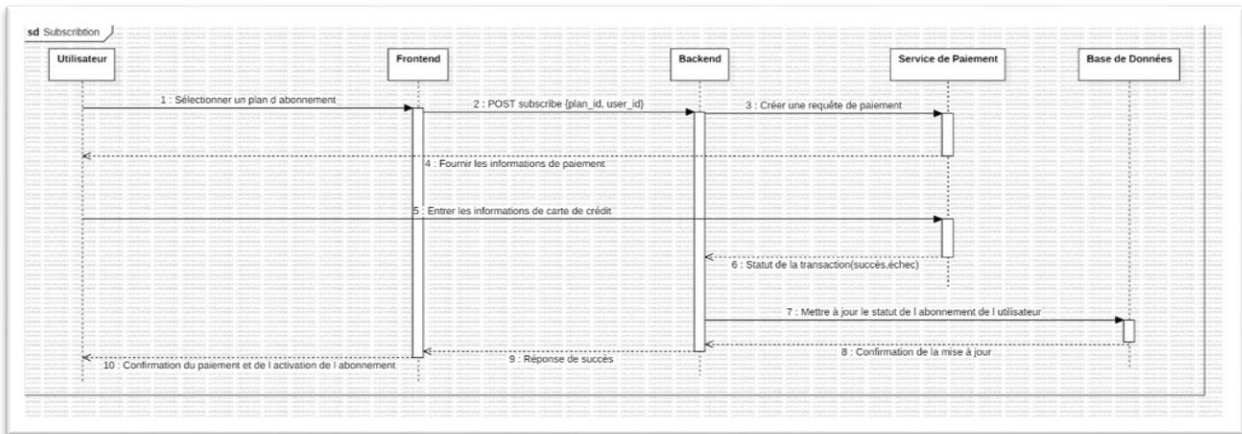 sd Subscribtion
Utilisateur
Frontend
Backend
Service de Paiement
Base de Données
1 : Sélectionner un plan d abonnement
2 : POST subscribe {plan_id, user_id}
3 : Créer une requête de paiement
4 : Fournir les informations de paiement
5 : Entrer les informations de carte de crédit
6 : Statut de la transaction(succès,échec)
7 : Mettre à jour le statut de l abonnement de l utilisateur
8 : Confirmation de la mise à jour
9 : Réponse de succès
10 : Confirmation du paiement et de l activation de l abonnement